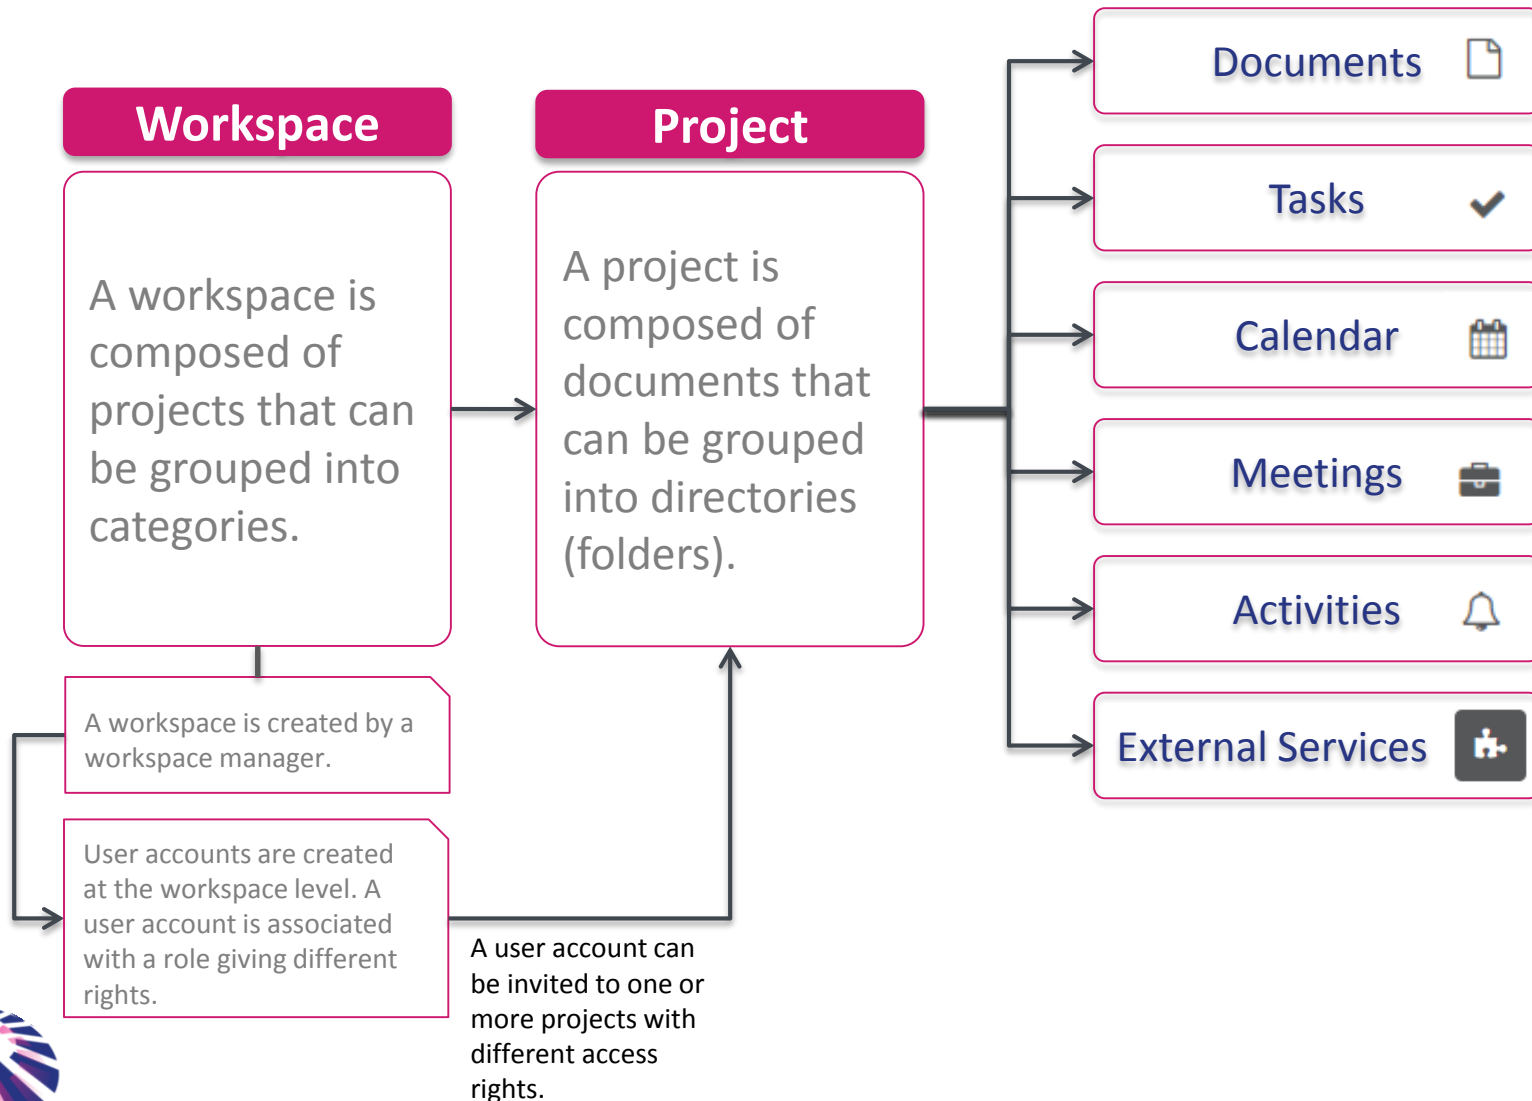 Workspace
A workspace is
composed of
projects that can
be grouped into
categories.
A workspace is created by a
workspace manager.
User accounts are created
at the workspace level. A
user account is associated
with a role giving different
rights.
Project
A project is
composed of
documents that
can be grouped
into directories
(folders).
A user account can
be invited to one or
more projects with
different access
rights.
Documents
Tasks
Calendar
Meetings
Activities
External Services